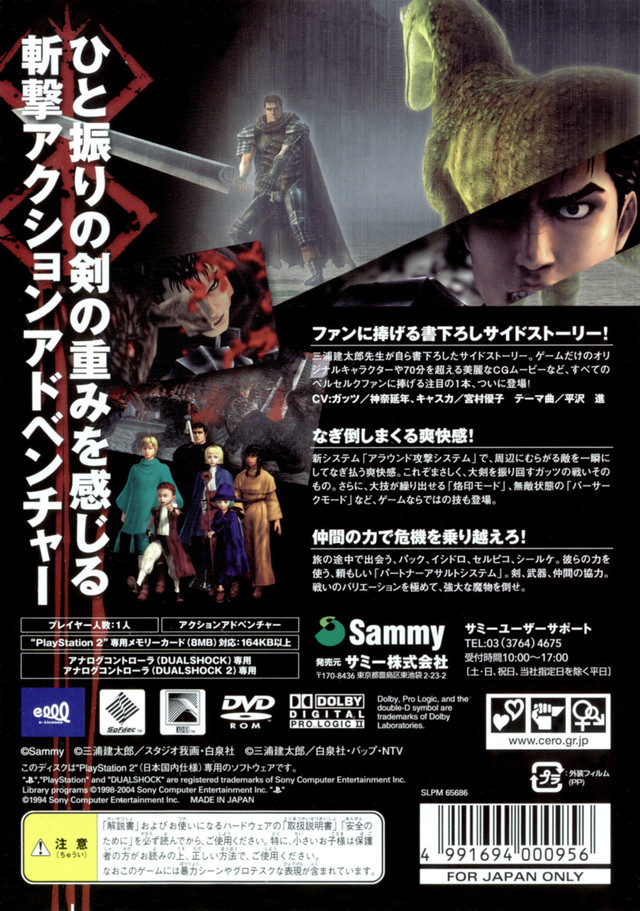 ひと振りの剣の重みを感じる
斬撃アクションアドベンチャー
ファンに捧げる書下ろしサイドストーリー!
三浦建太郎先生が自ら書下ろしたサイドストーリー。ゲームだけのオリ
ジナルキャラクターや70分を超える美麗なCGムービーなど、すべての
ベルセルクファンに捧げる注目の1本、ついに登場!
CV:ガッツ/神奈延年、キャスカ/宮村優子 テーマ曲/平沢 進
なぎ倒しまくる爽快感!
新システム「アラウンド攻撃システム」で、周辺にむらがる敵を一瞬に
してなぎ払う爽快感。これぞまさしく、大剣を振り回すガッツの戦いその
もの。さらに、大技が繰り出せる「烙印モード」、無敵状態の「バーサー
クモード」など、ゲームならではの技も登場。
仲間の力で危機を乗り越えろ!
旅の途中で出会う、パック、イシドロ、セルピコ、シールケ。彼らの力を
使う、頼もしい「パートナーアサルトシステム」。剣、武器、仲間の協力。
戦いのバリエーションを極めて、強大な魔物を倒せ。
プレイヤー人数:1人
アクションアドベンチャー
"PlayStation 2"専用メモリーカード(8MB)対応:164KB以上
アナログコントローラ(DUALSHOCK)専用
アナログコントローラ(DUALSHOCK 2)専用
Sammy
発売元 サミー株式会社
〒170-8436 東京都豊島区東池袋2-23-2
サミーユーザーサポート
TEL:03(3764)4675
受付時間10:00〜17:00
(土・日、祝日、当社指定日を除く平日)
Sofdec
DVD
ROM
DOLBY
DIGITAL
PRO LOGIC II
Dolby, Pro Logic, and the
double-D symbol are
trademarks of Dolby
Laboratories.
www.cero.gr.jp
©Sammy ©三浦建太郎/スタジオ我画・白泉社 ©三浦建太郎/白泉社・バップ・NTV
このディスクは"PlayStation 2"(日本国内仕様)専用のソフトウェアです。
"","PlayStation" and "DUALSHOCK" are registered trademarks of Sony Computer Entertainment Inc.
Library programs ©1998-2004 Sony Computer Entertainment Inc. ""
©1994 Sony Computer Entertainment Inc. MADE IN JAPAN
SLPM 65686
プラ
:外装フィルム
(PP)
注意
(ちゅうい)
「解説書」およびお使いになるハードウェアの「取扱説明書」「安全の
ために」を必ず読んでから、ご使用ください。特に、小さいお子様は保護
者の方がお読みの上、正しい方法で、ご使用ください。
なおこのゲームには暴力シーンやグロテスクな表現が含まれています。
4 991694 000956
FOR JAPAN ONLY